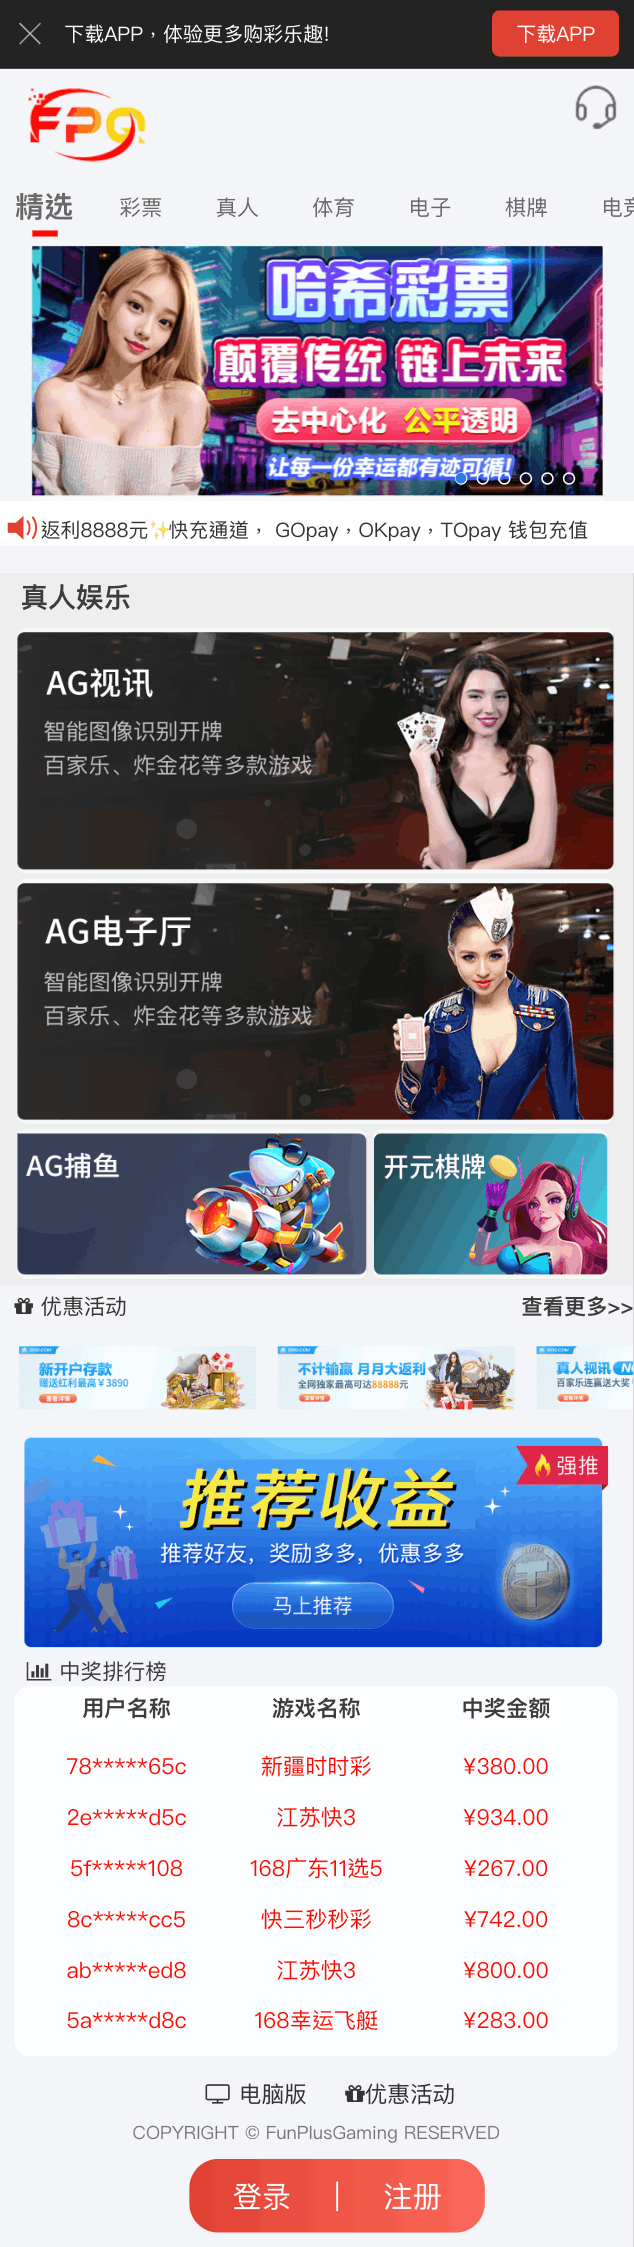 下载APP，体验更多购彩乐趣!
下载APP
FPG
精选 彩票 真人 体育 电子 棋牌 电竞
哈希彩票
颠覆传统 链上未来
去中心化 公平透明
让每一份幸运都有迹可循!
返利8888元✨快充通道， GOpay，OKpay，TOpay 钱包充值
真人娱乐
AG视讯
智能图像识别开牌
百家乐、炸金花等多款游戏
AG电子厅
智能图像识别开牌
百家乐、炸金花等多款游戏
AG捕鱼
开元棋牌
优惠活动
查看更多>>
新开户存款
赠送红利最高¥3890
查看详情
不计输赢 月月大返利
全网独家最高可达88888元
查看详情
真人视讯
百家乐连赢送大奖
查看详情
强推
推荐收益
推荐好友，奖励多多，优惠多多
马上推荐
中奖排行榜
用户名称 游戏名称 中奖金额
78*****65c 新疆时时彩 ¥380.00
2e*****d5c 江苏快3 ¥934.00
5f*****108 168广东11选5 ¥267.00
8c*****cc5 快三秒秒彩 ¥742.00
ab*****ed8 江苏快3 ¥800.00
5a*****d8c 168幸运飞艇 ¥283.00
电脑版 优惠活动
COPYRIGHT © FunPlusGaming RESERVED
登录 | 注册